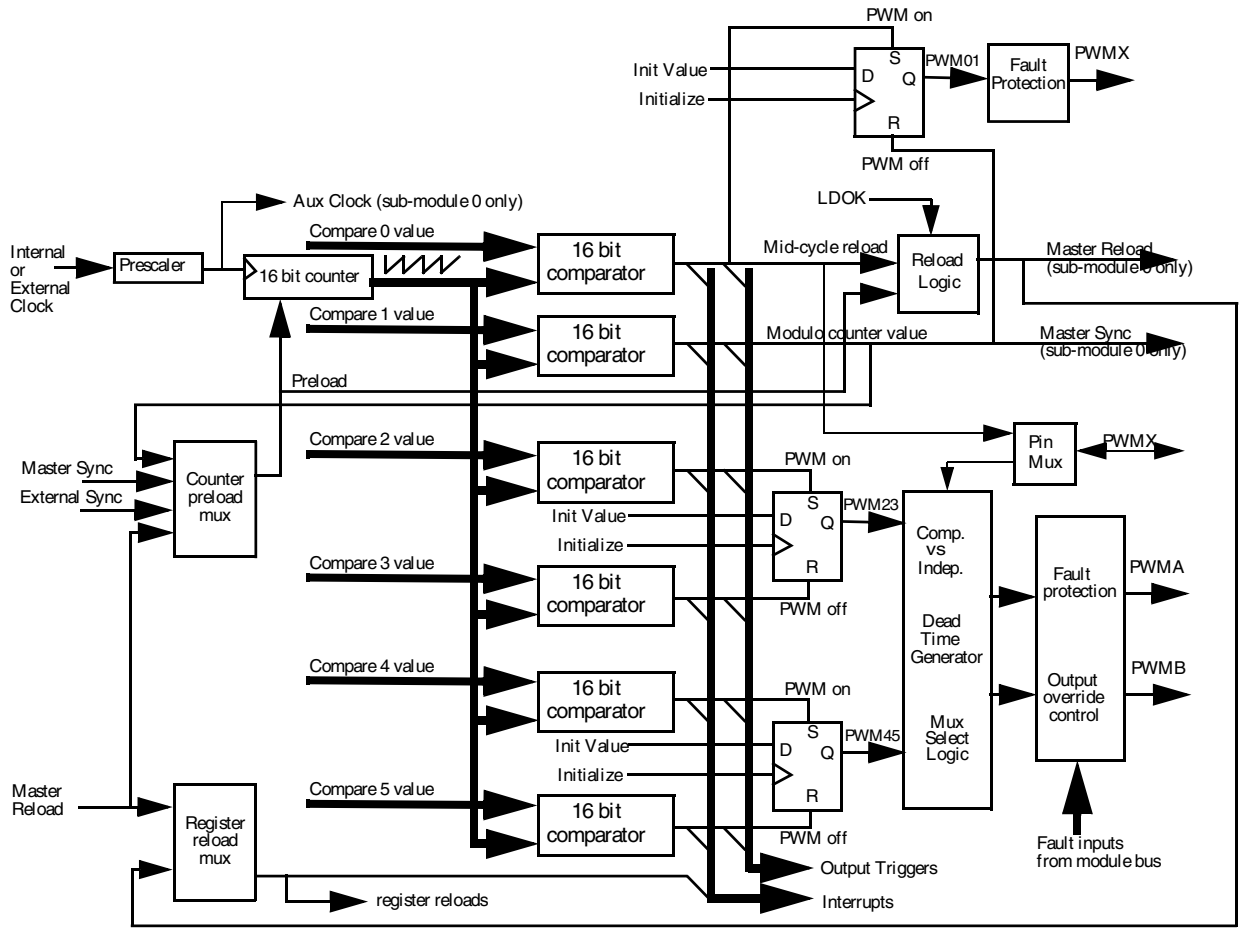 PWM on
Init Value
Initialize
D
S
Q
R
PWM01
Fault
Protection
PWMX
PWM off
Aux Clock (sub-module 0 only)
LDOK
Internal
or
External
Clock
Prescaler
16 bit counter
Compare 0 value
16 bit
comparator
Mid-cycle reload
Reload
Logic
Master Reload
(sub-module 0 only)
Compare 1 value
16 bit
comparator
Modulo counter value
Master Sync
(sub-module 0 only)
Preload
Master Sync
External Sync
Counter
preload
mux
Compare 2 value
16 bit
comparator
PWM on
Pin
Mux
PWMX
Init Value
Initialize
D
S
Q
R
PWM23
Comp.
vs
Indep.
Dead
Time
Generator
Mux
Select
Logic
Compare 3 value
16 bit
comparator
PWM off
Fault
protection
Output
override
control
PWMA
PWMB
Compare 4 value
16 bit
comparator
PWM on
Init Value
Initialize
D
S
Q
R
PWM45
Compare 5 value
16 bit
comparator
PWM off
Master
Reload
Register
reload
mux
Fault inputs
from module bus
Output Triggers
register reloads
Interrupts